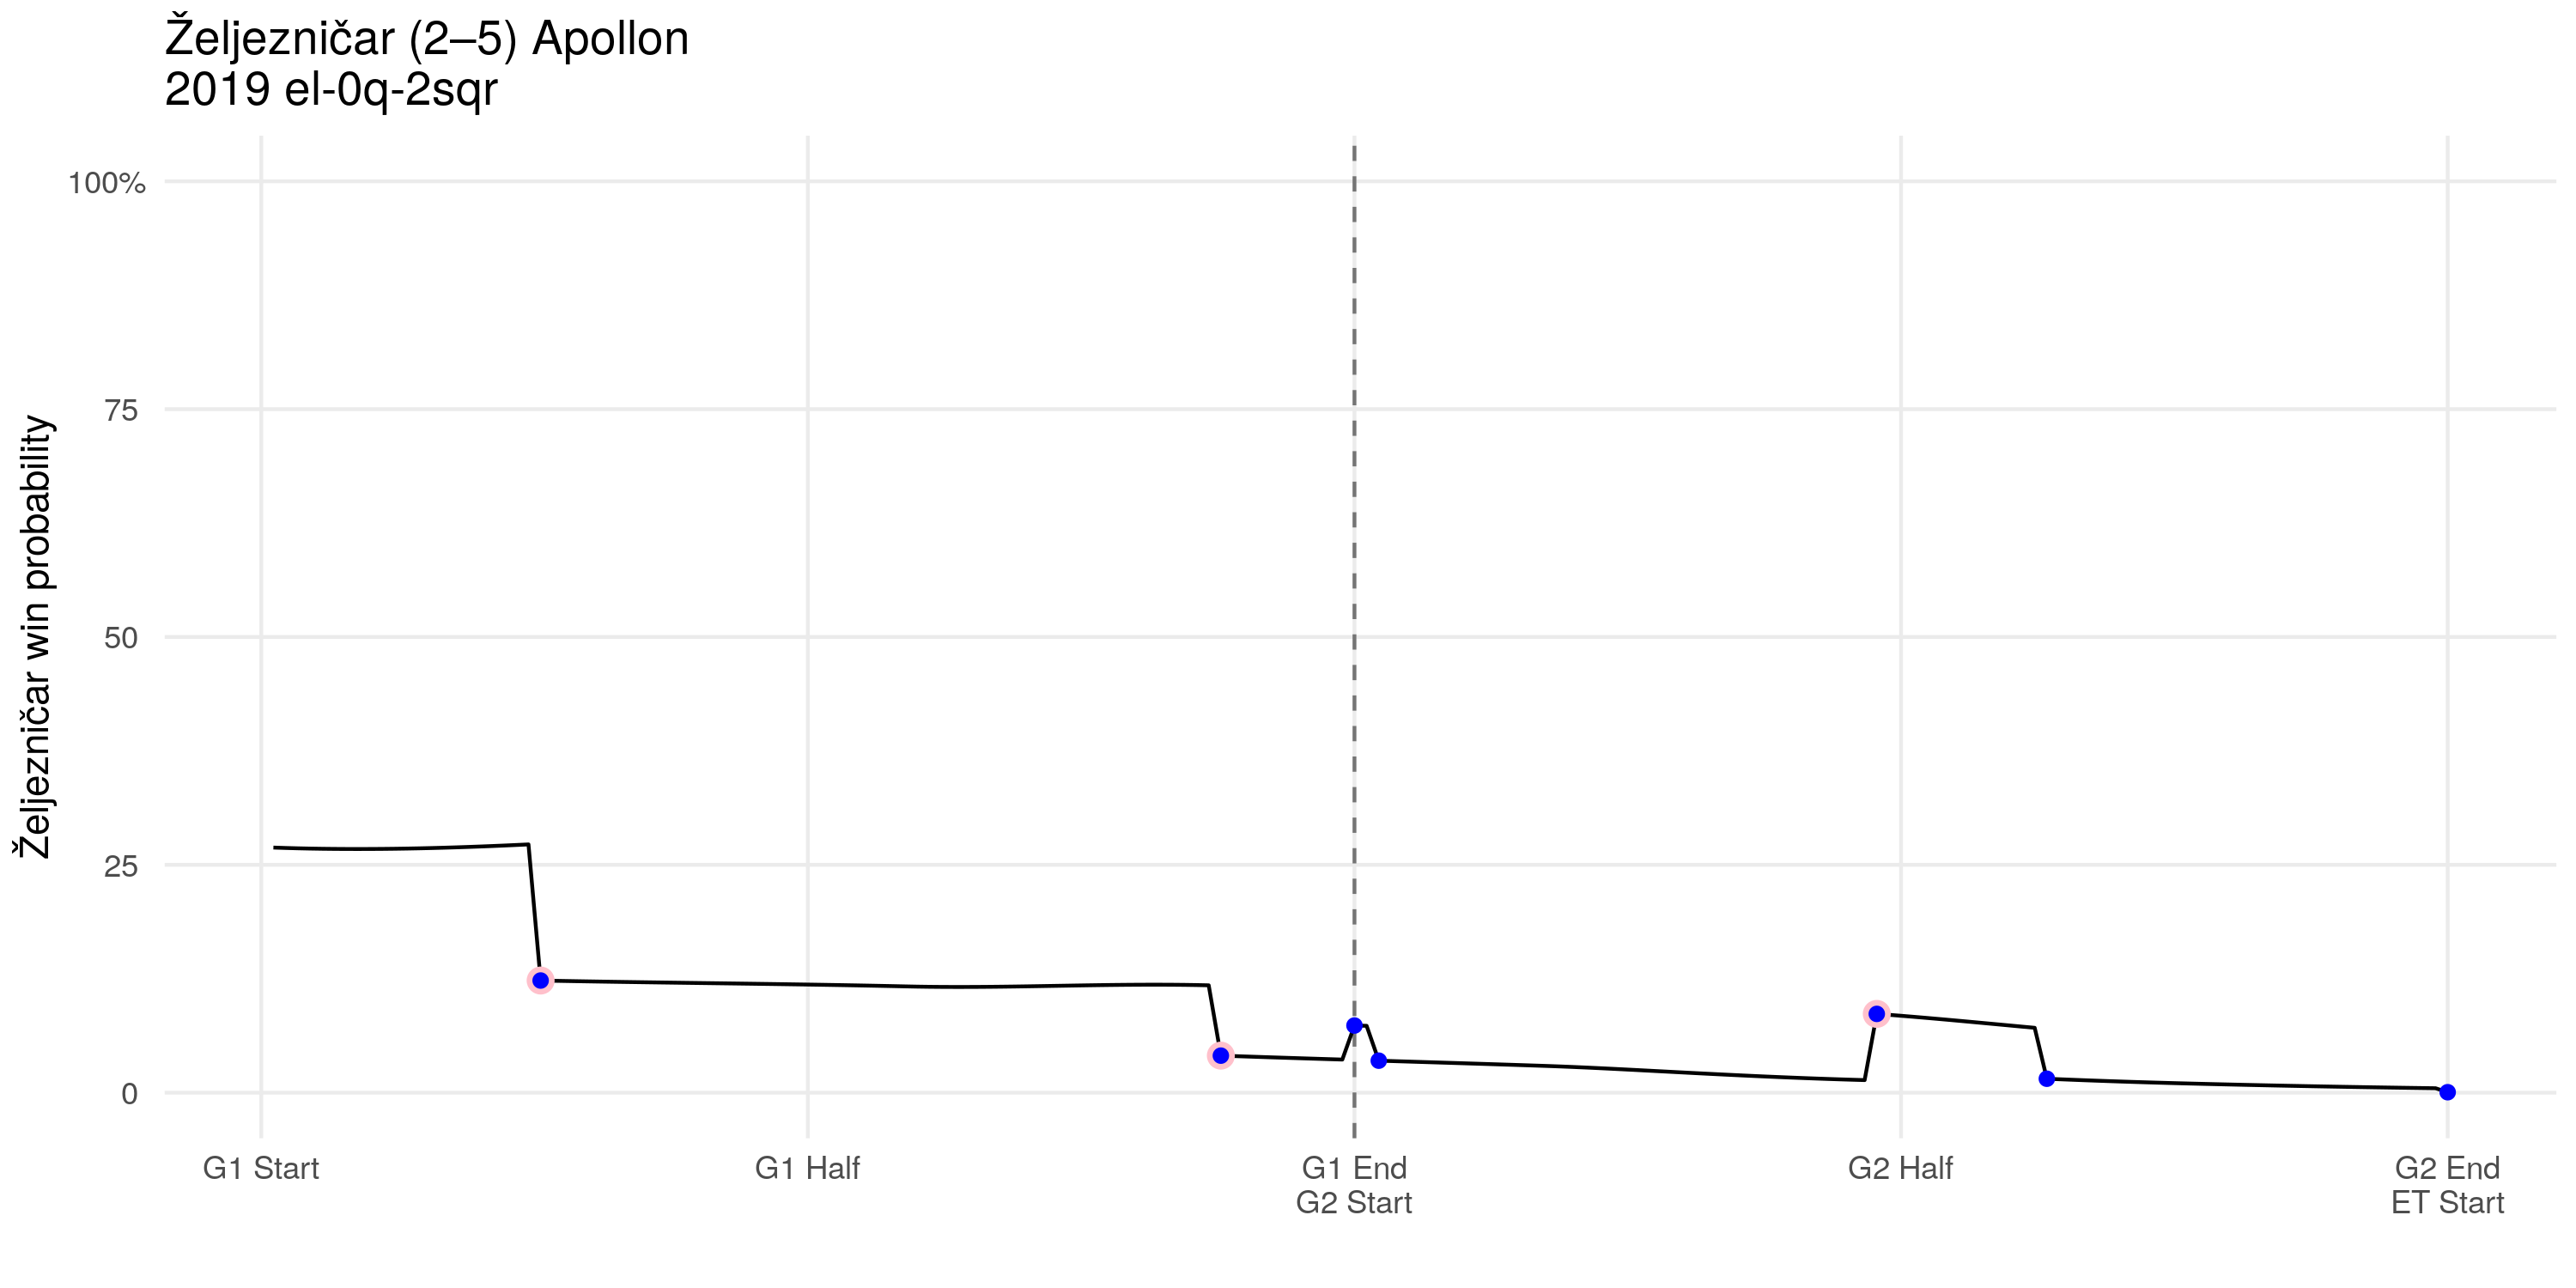 Željezničar (2–5) Apollon
2019 el-0q-2sqr
Željezničar win probability
100%
75
50
25
0
G1 Start
G1 Half
G1 End
G2 Start
G2 Half
G2 End
ET Start